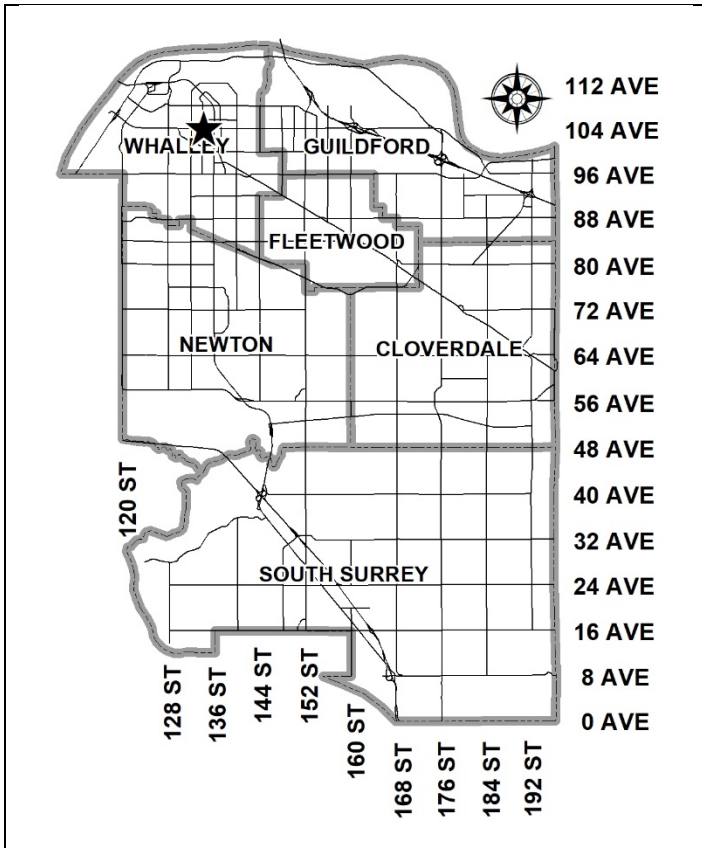 112 AVE
104 AVE
WHALLEY
GUILDFORD
96 AVE
88 AVE
FLEETWOOD
80 AVE
72 AVE
NEWTON
CLOVERDALE
64 AVE
56 AVE
48 AVE
120 ST
40 AVE
32 AVE
SOUTH SURREY
24 AVE
16 AVE
128 ST
136 ST
144 ST
152 ST
160 ST
8 AVE
0 AVE
168 ST
176 ST
184 ST
192 ST